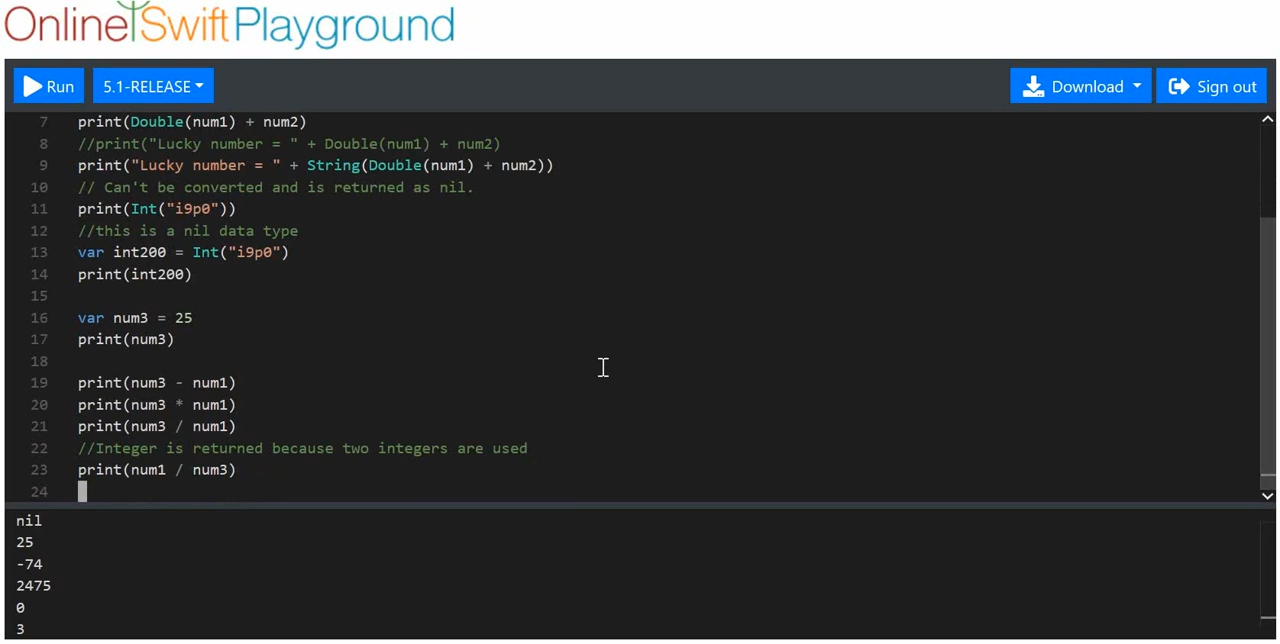 OnlineSwiftPlayground
Run
5.1-RELEASE
Download
Sign out
7 print(Double(num1) + num2)
8 //print("Lucky number = " + Double(num1) + num2)
9 print("Lucky number = " + String(Double(num1) + num2))
10 // Can't be converted and is returned as nil.
11 print(Int("i9p0"))
12 //this is a nil data type
13 var int200 = Int("i9p0")
14 print(int200)
15
16 var num3 = 25
17 print(num3)
18
19 print(num3 - num1)
20 print(num3 * num1)
21 print(num3 / num1)
22 //Integer is returned because two integers are used
23 print(num1 / num3)
24
nil
25
-74
2475
0
3